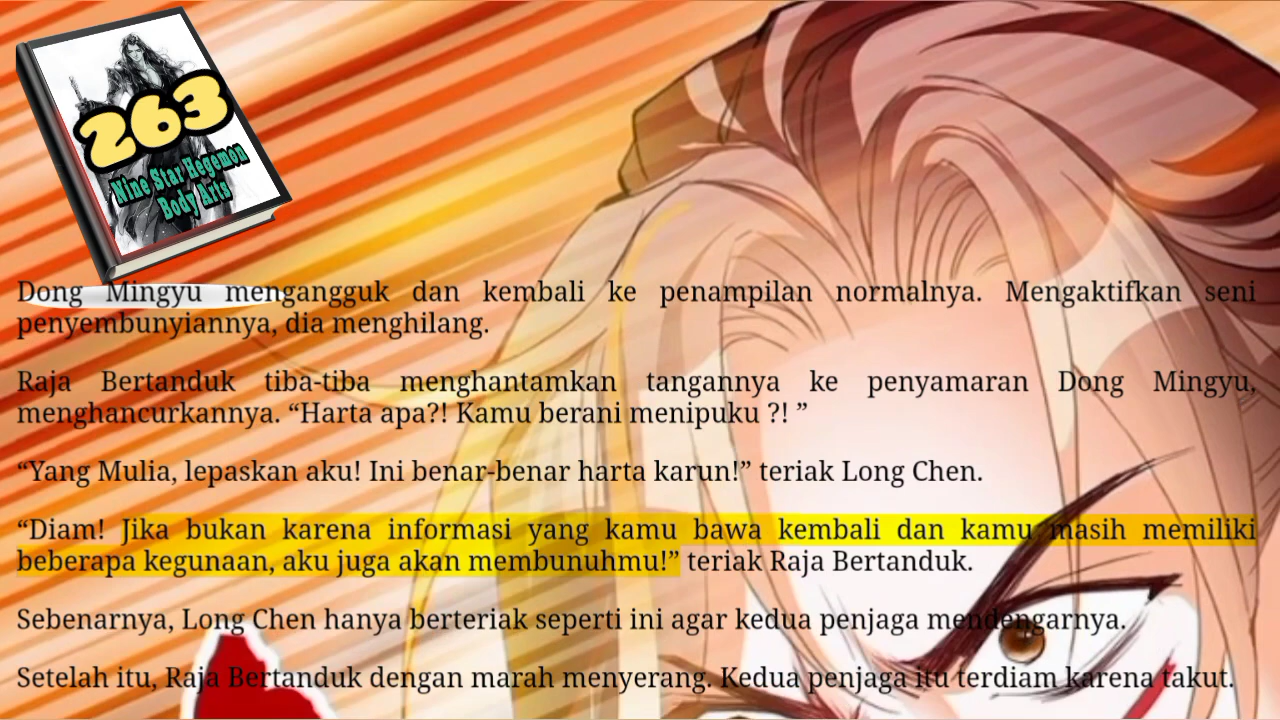 263
Nine Star Hegemon
Body Arts
Dong Mingyu mengangguk dan kembali ke penampilan normalnya. Mengaktifkan seni
penyembunyiannya, dia menghilang.
Raja Bertanduk tiba-tiba menghantamkan tangannya ke penyamaran Dong Mingyu,
menghancurkannya. “Harta apa?! Kamu berani menipuku ?! ”
“Yang Mulia, lepaskan aku! Ini benar-benar harta karun!” teriak Long Chen.
“Diam! Jika bukan karena informasi yang kamu bawa kembali dan kamu masih memiliki
beberapa kegunaan, aku juga akan membunuhmu!” teriak Raja Bertanduk.
Sebenarnya, Long Chen hanya berteriak seperti ini agar kedua penjaga mendengarnya.
Setelah itu, Raja Bertanduk dengan marah menyerang. Kedua penjaga itu terdiam karena takut.